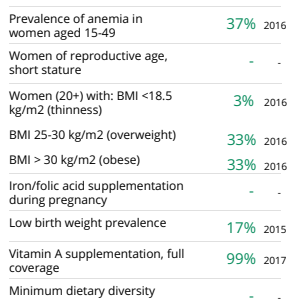 Prevalence of anemia in
women aged 15-49
37% 2016
Women of reproductive age,
short stature
- -
Women (20+) with: BMI <18.5
kg/m2 (thinness)
3% 2016
BMI 25-30 kg/m2 (overweight) 33% 2016
BMI > 30 kg/m2 (obese) 33% 2016
Iron/folic acid supplementation
during pregnancy
- -
Low birth weight prevalence 17% 2015
Vitamin A supplementation, full
coverage
99% 2017
Minimum dietary diversity - -